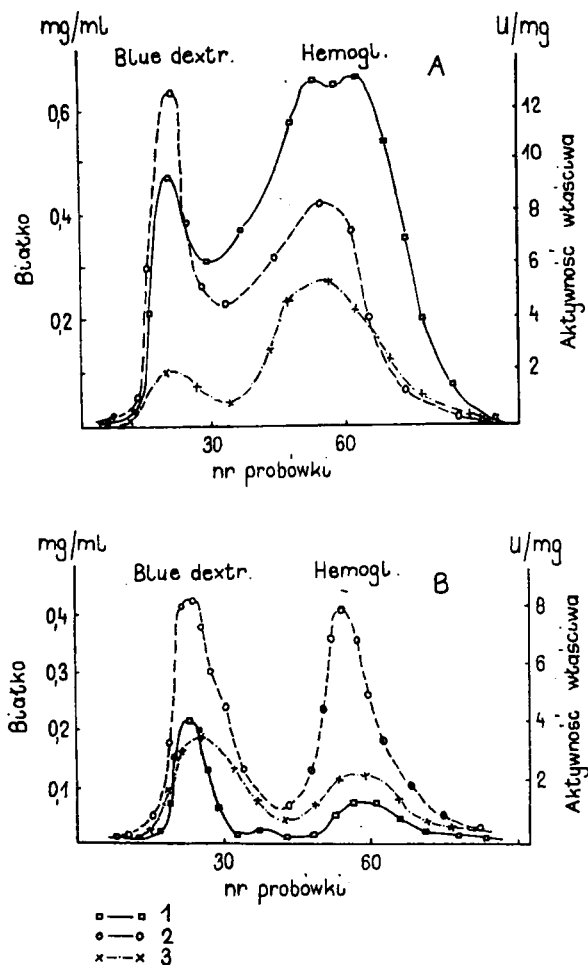 mg/ml U/mg
Blue dextr. Hemogl. A
0,6
0,4
0,2
Białko
12
10
8
6
4
2
Aktywność właściwa
30 60
nr probówki
mg/ml U/mg
Blue dextr. Hemogl. B
0,4
0,3
0,2
0,1
Białko
8
6
4
2
Aktywność właściwa
30 60
nr probówki
1
2
3